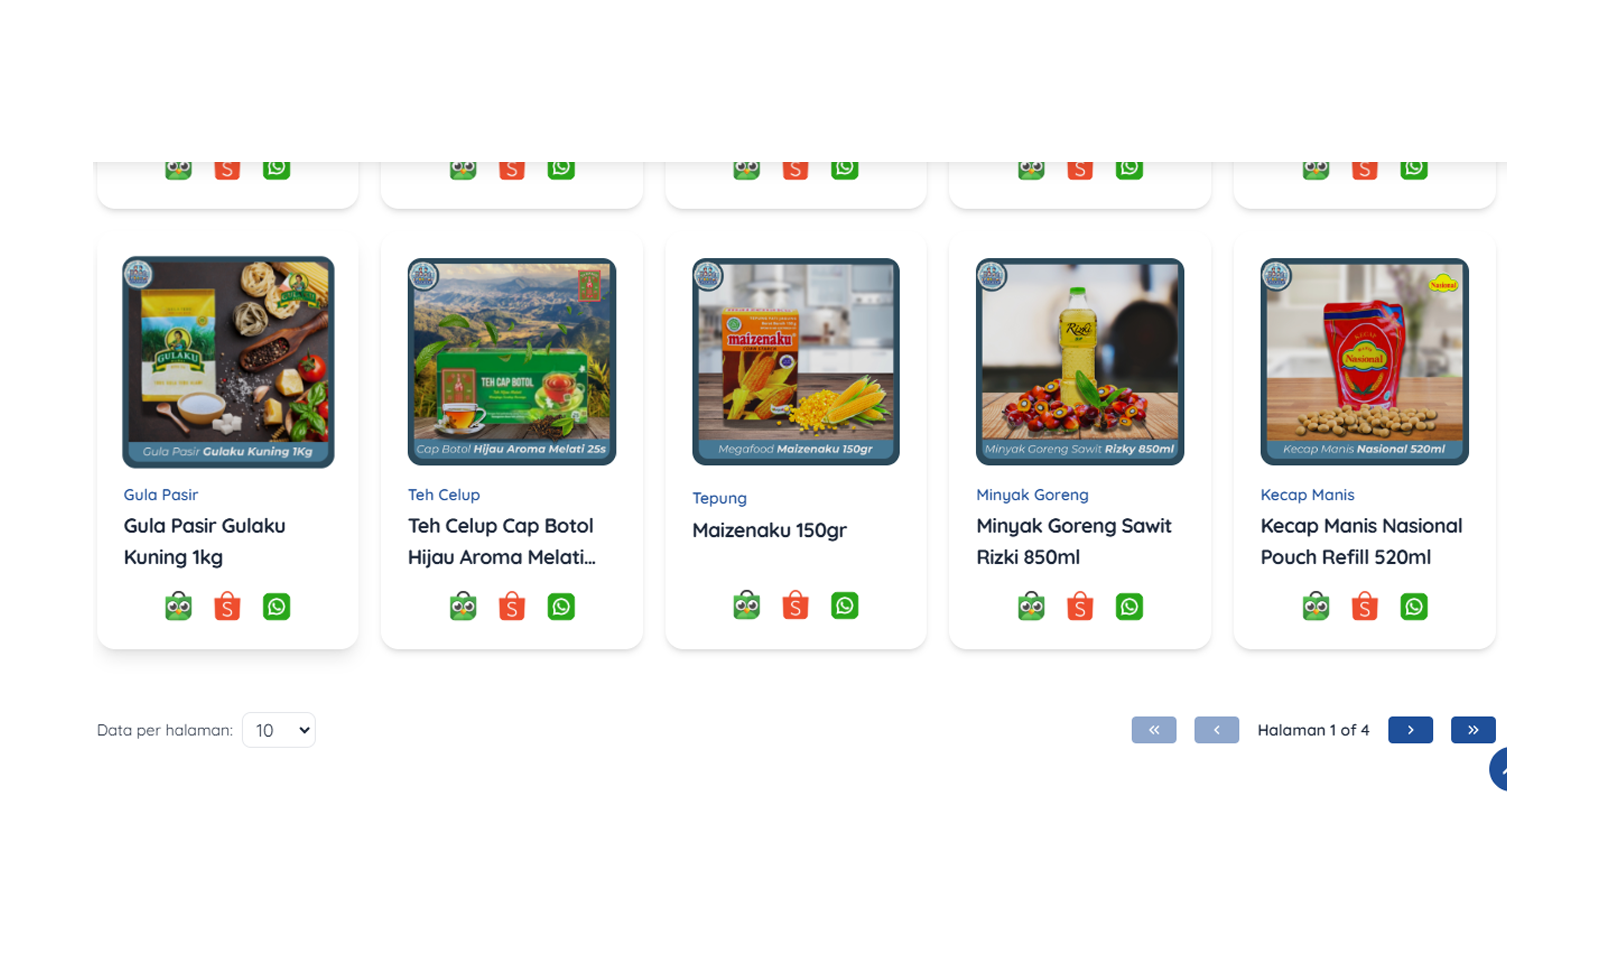 GULAKU
Gula Pasir Gulaku Kuning 1Kg
TEH CAP BOTOL
Cap Botol Hijau Aroma Melati 25s
maizenaku
Megafood Maizenaku 150gr
Rizki
Minyak Goreng Sawit Rizky 850ml
Nasional
Nasional
Kecap Manis Nasional 520ml
Gula Pasir
Gula Pasir Gulaku
Kuning 1kg
Teh Celup
Teh Celup Cap Botol
Hijau Aroma Melati...
Tepung
Maizenaku 150gr
Minyak Goreng
Minyak Goreng Sawit
Rizki 850ml
Kecap Manis
Kecap Manis Nasional
Pouch Refill 520ml
Data per halaman: 10
« ‹ Halaman 1 of 4 › »